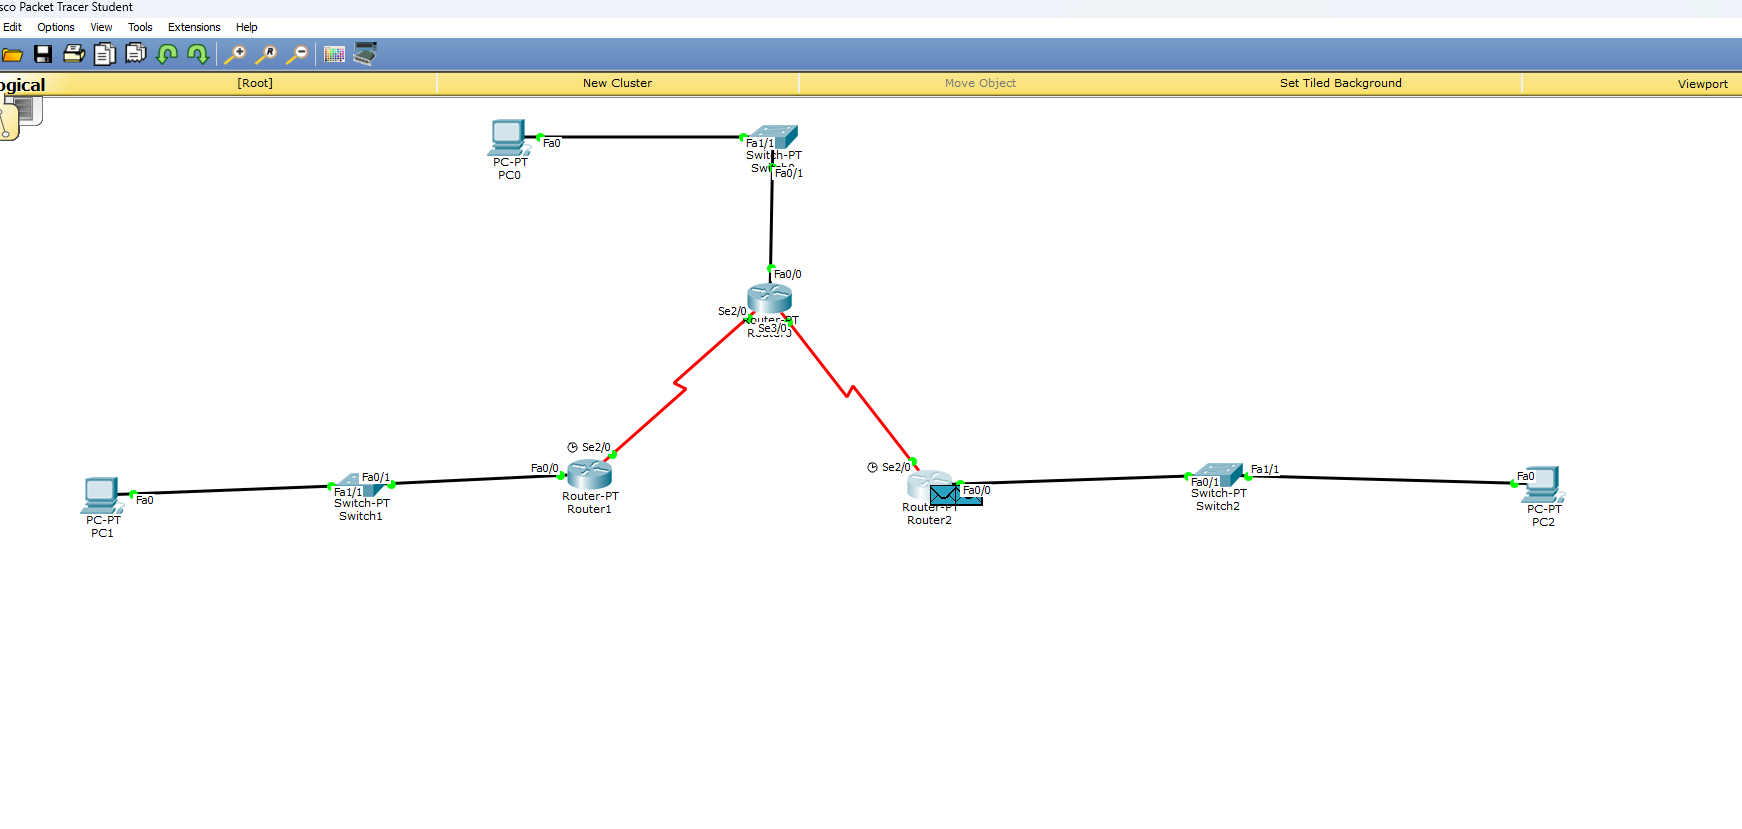 sco Packet Tracer Student
Edit Options View Tools Extensions Help
ogical [Root] New Cluster Move Object Set Tiled Background Viewport
Fa0
PC-PT
PC0
Fa1/1
Switch-PT
Fa0/1
Fa0/0
Se2/0
Router-PT
Se3/0
Se2/0
Fa0/0
Router-PT
Router1
Fa0/1
Fa1/1
Switch-PT
Switch1
Fa0
PC-PT
PC1
Se2/0
Fa0/0
Router-PT
Router2
Fa1/1
Fa0/1
Switch-PT
Switch2
Fa0
PC-PT
PC2